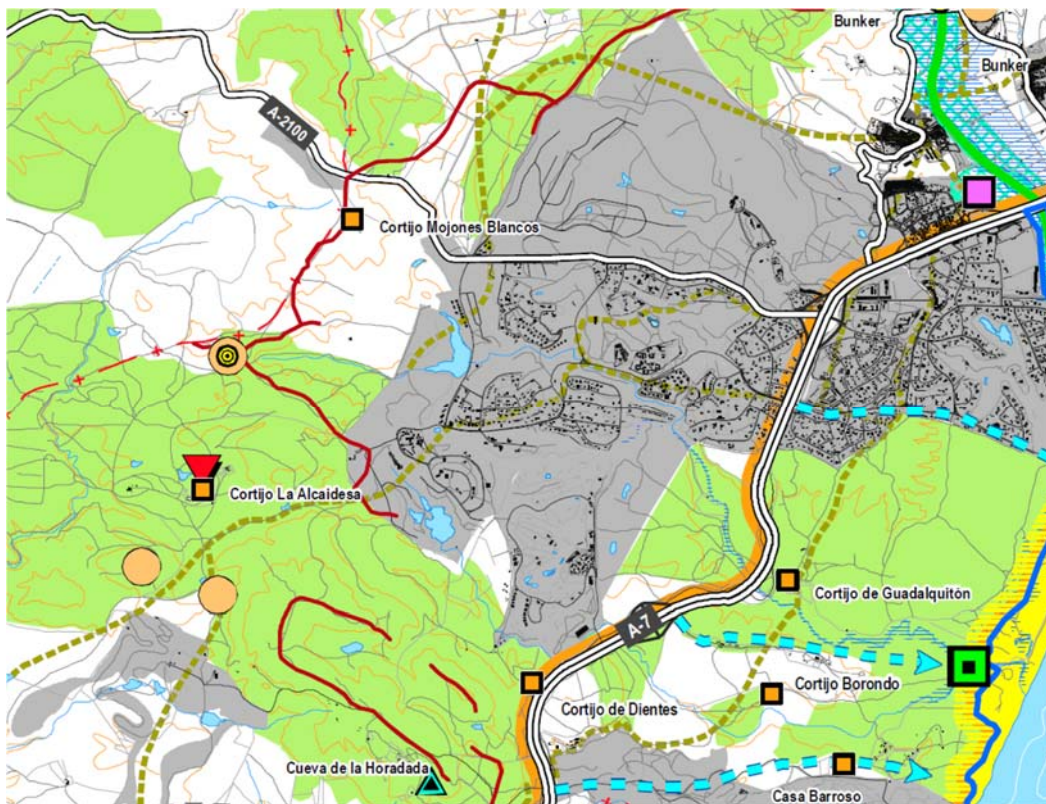 Bunker
Bunker
A-2100
Cortijo Mojones Blancos
Cortijo La Alcaidesa
Cortijo de Guadalquitón
A-7
Cortijo Borondo
Cortijo de Dientes
Cueva de la Horadada
Casa Barroso